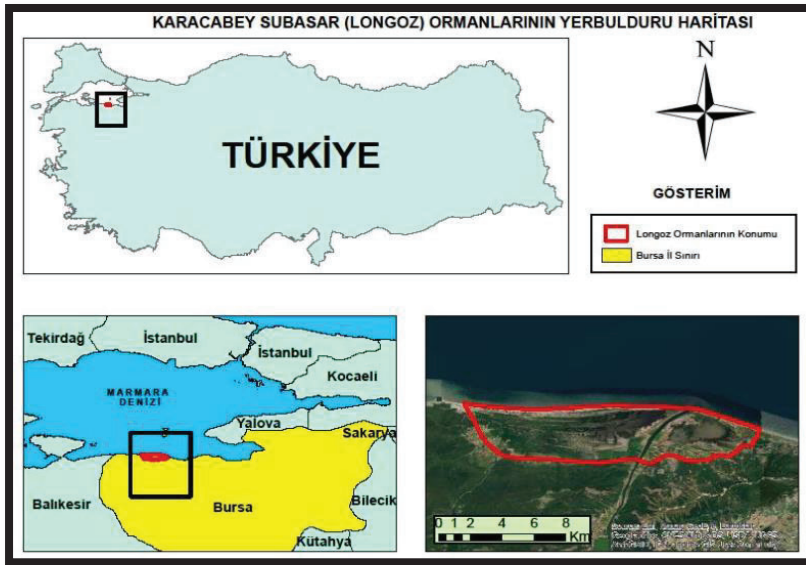 KARACABEY SUBASAR (LONGOZ) ORMANLARININ YERBULDURU HARİTASI
N
TÜRKİYE
GÖSTERİM
Longoz Ormanlarının Konumu
Bursa İl Sınırı
Tekirdağ
İstanbul
İstanbul
Kocaeli
MARMARA
DENİZİ
Yalova
Sakarya
Balıkesir
Bursa
Bilecik
Kütahya
0 1 2 4 6 8
Km